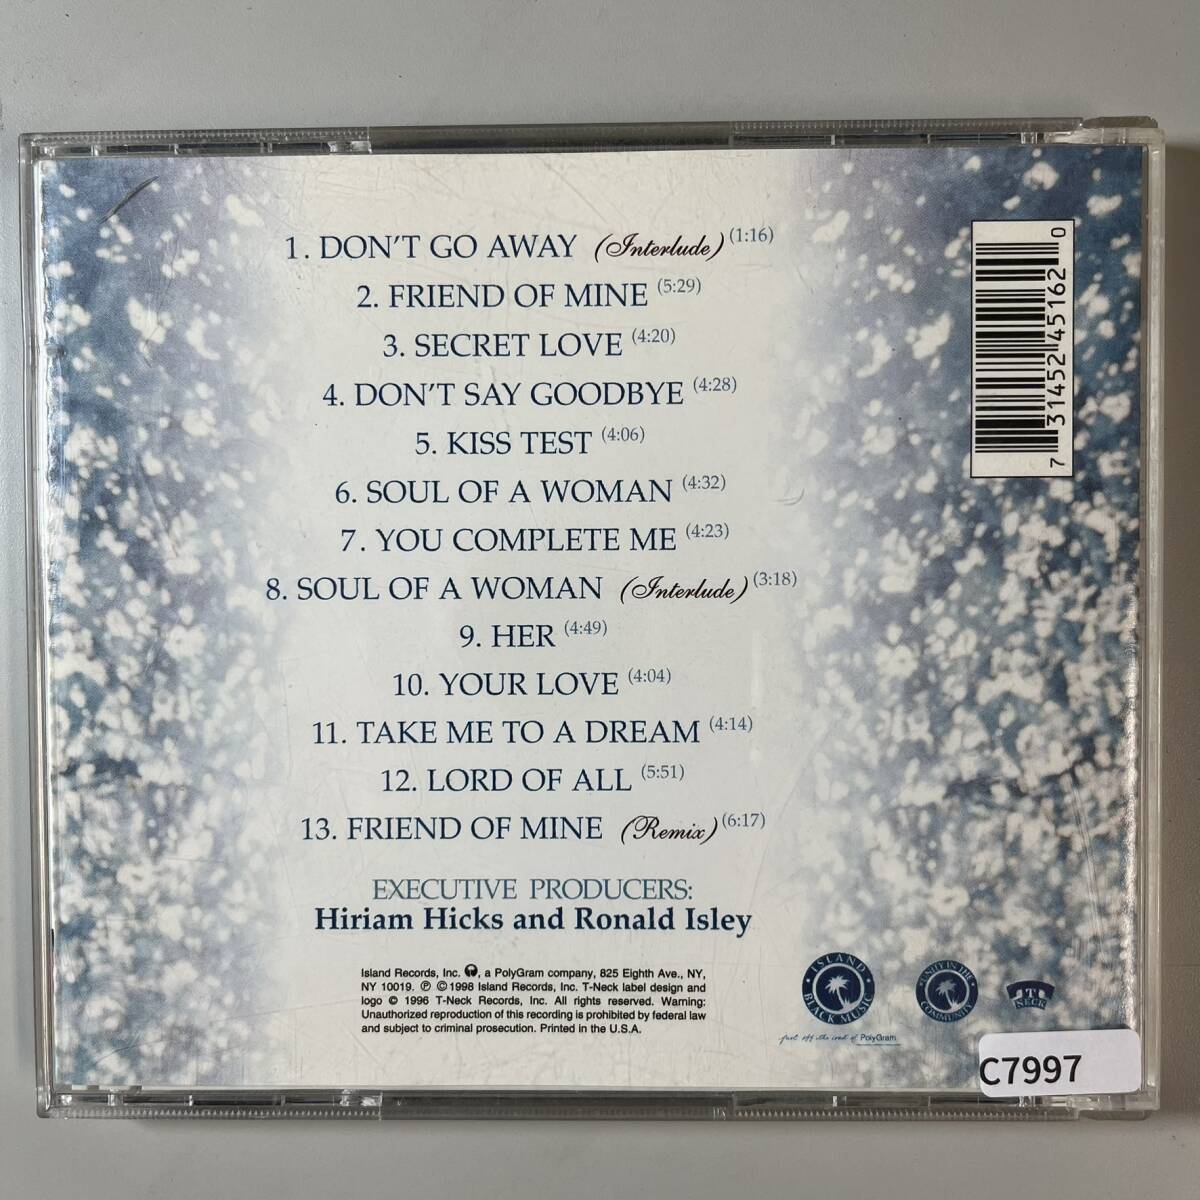 1. DON'T GO AWAY (Interlude) (1:16)
2. FRIEND OF MINE (5:29)
3. SECRET LOVE (4:20)
4. DON'T SAY GOODBYE (4:28)
5. KISS TEST (4:06)
6. SOUL OF A WOMAN (4:32)
7. YOU COMPLETE ME (4:23)
8. SOUL OF A WOMAN (Interlude) (3:18)
9. HER (4:49)
10. YOUR LOVE (4:04)
11. TAKE ME TO A DREAM (4:14)
12. LORD OF ALL (5:51)
13. FRIEND OF MINE (Remix) (6:17)
EXECUTIVE PRODUCERS:
Hiriam Hicks and Ronald Isley
Island Records, Inc. , a PolyGram company, 825 Eighth Ave., NY,
NY 10019. ℗ © 1998 Island Records, Inc. T-Neck label design and
logo © 1996 T-Neck Records, Inc. All rights reserved. Warning:
Unauthorized reproduction of this recording is prohibited by federal law
and subject to criminal prosecution. Printed in the U.S.A.
7 31452 45162 0
ISLAND
BLACK MUSIC
UNITY IN THE
COMMUNITY
T
NECK
PolyGram
C7997